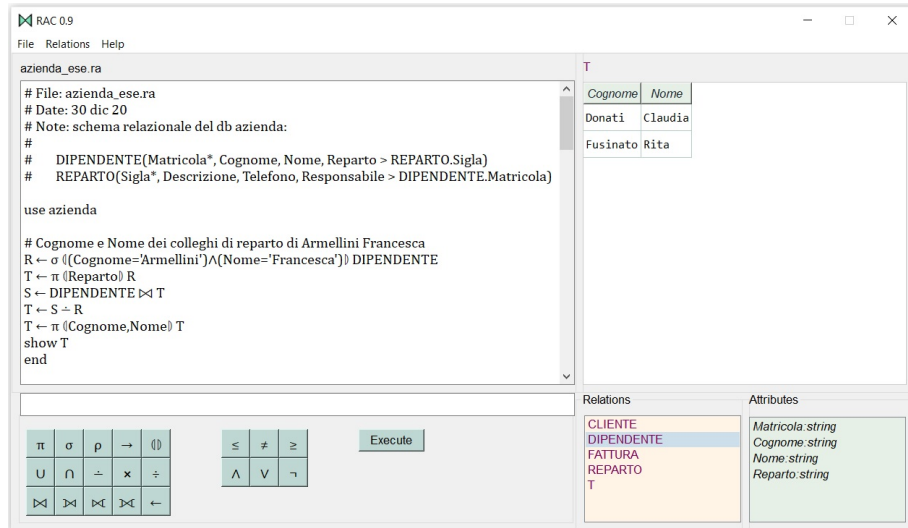 RAC 0.9
File Relations Help
azienda_ese.ra
# File: azienda_ese.ra
# Date: 30 dic 20
# Note: schema relazionale del db azienda:
#
# DIPENDENTE(Matricola*, Cognome, Nome, Reparto > REPARTO.Sigla)
# REPARTO(Sigla*, Descrizione, Telefono, Responsabile > DIPENDENTE.Matricola)
use azienda
# Cognome e Nome dei colleghi di reparto di Armellini Francesca
R ← σ ⦅(Cognome='Armellini')∧(Nome='Francesca')⦆ DIPENDENTE
T ← π ⦅Reparto⦆ R
S ← DIPENDENTE ⋈ T
T ← S ∸ R
T ← π ⦅Cognome,Nome⦆ T
show T
end
T
Cognome Nome
Donati Claudia
Fusinato Rita
π σ ρ → ⦅⦆
∪ ∩ ∸ × ÷
⋈ ⟕ ⟖ ⟗ ←
≤ ≠ ≥
∧ ∨ ¬
Execute
Relations
CLIENTE
DIPENDENTE
FATTURA
REPARTO
T
Attributes
Matricola:string
Cognome:string
Nome:string
Reparto:string